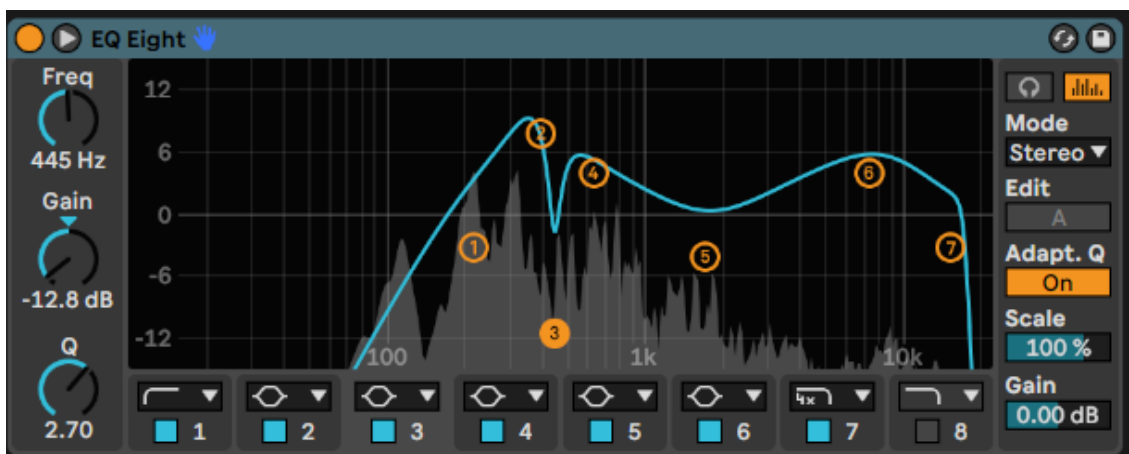 EQ Eight
Freq
445 Hz
Gain
-12.8 dB
Q
2.70
12
6
0
-6
-12
100
1k
10k
1
2
3
4
5
6
7
Mode
Stereo
Edit
A
Adapt. Q
On
Scale
100 %
Gain
0.00 dB
4x
1
2
3
4
5
6
7
8